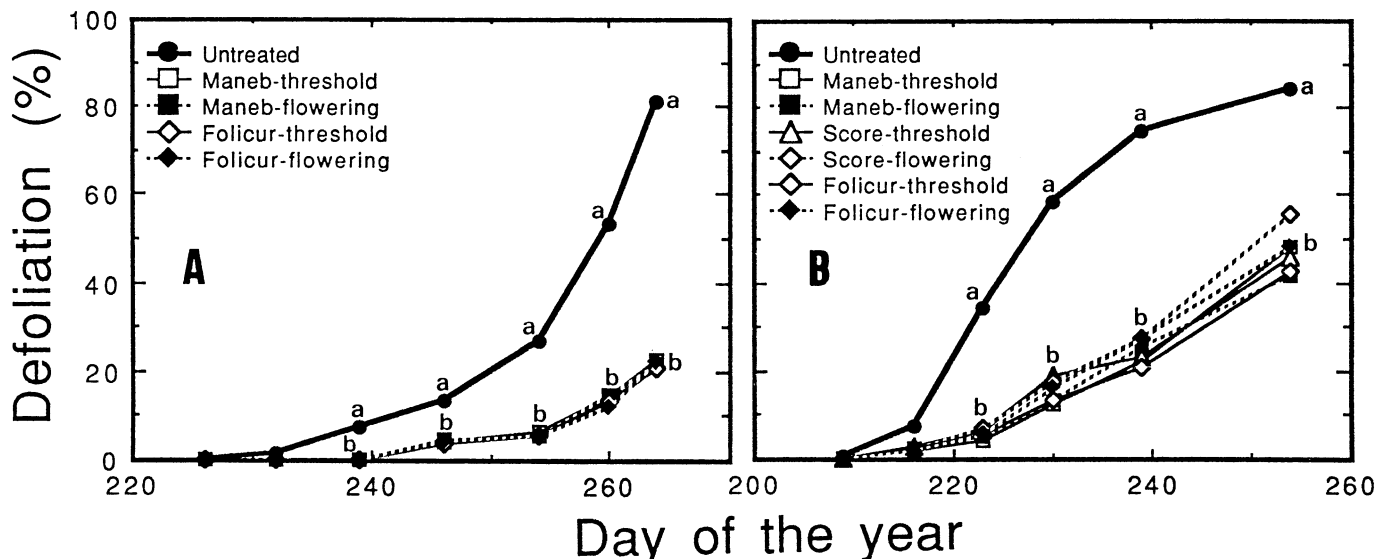 Defoliation (%)
100
80
60
40
20
0
Untreated
Maneb-threshold
Maneb-flowering
Folicur-threshold
Folicur-flowering
A
a
a
a
a
a
b
b
b
b
b
220
240
260
Untreated
Maneb-threshold
Maneb-flowering
Score-threshold
Score-flowering
Folicur-threshold
Folicur-flowering
B
a
a
a
a
b
b
b
b
200
220
240
260
Day of the year